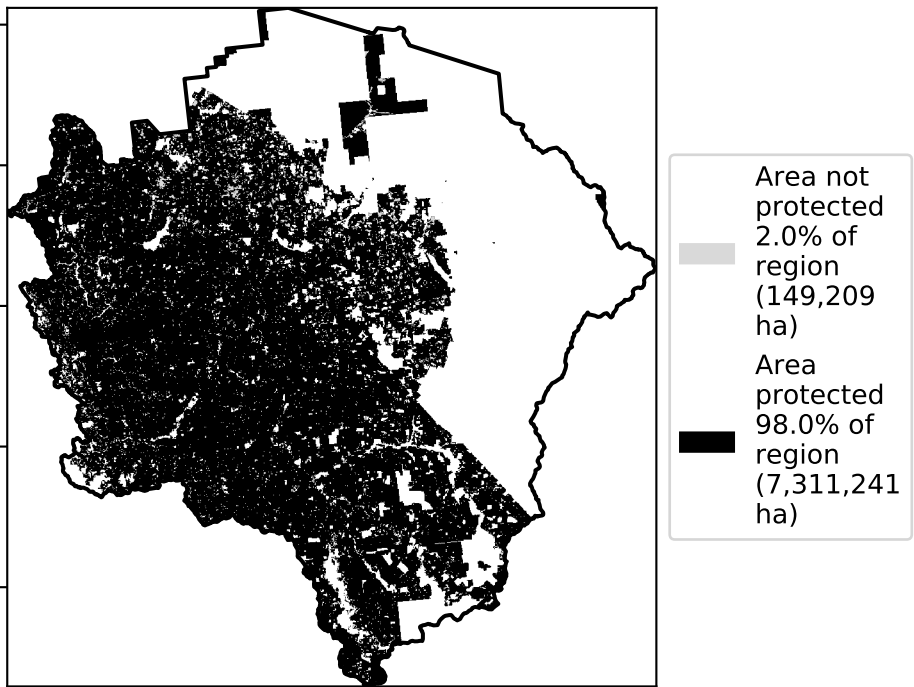 Area not
protected
2.0% of
region
(149,209
ha)
Area
protected
98.0% of
region
(7,311,241
ha)